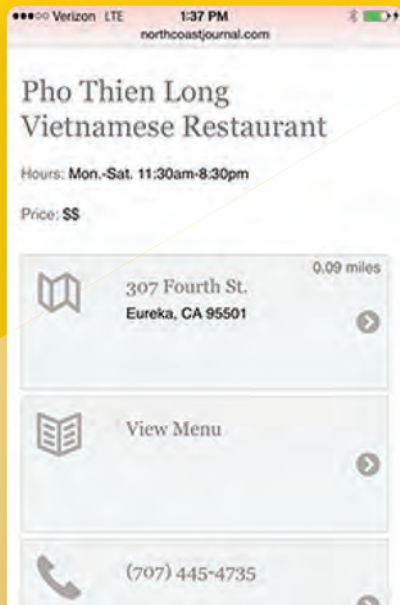 Verizon LTE 1:37 PM
northcoastjournal.com
Pho Thien Long
Vietnamese Restaurant
Hours: Mon.-Sat. 11:30am-8:30pm
Price: $$
0.09 miles
307 Fourth St.
Eureka, CA 95501
View Menu
(707) 445-4735